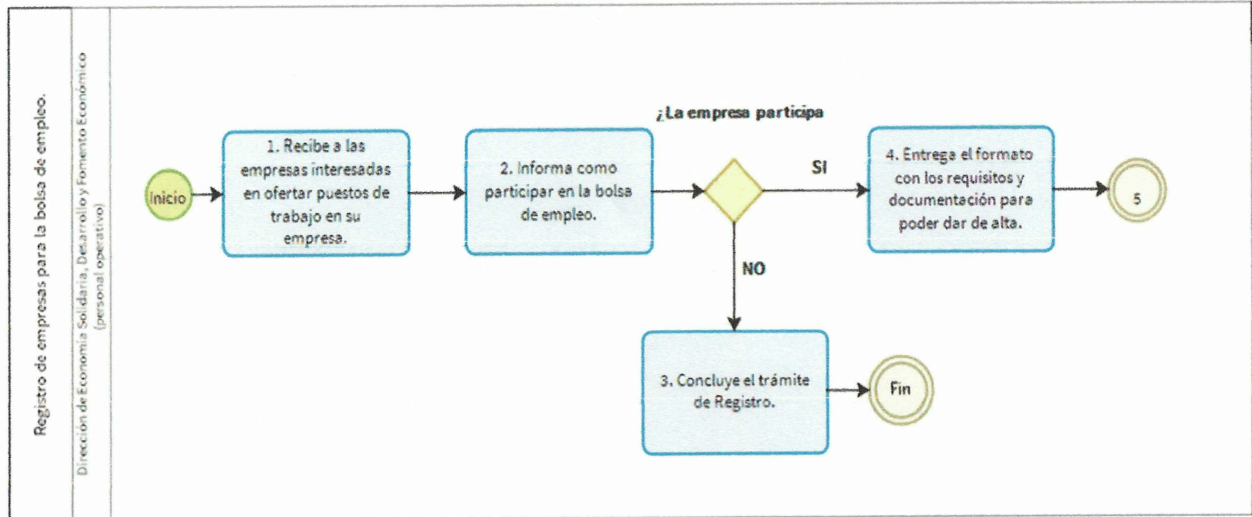 Registro de empresas para la bolsa de empleo.
Dirección de Economía Solidaria, Desarrollo y Fomento Económico
(personal operativo)
Inicio
1. Recibe a las
empresas interesadas
en ofertar puestos de
trabajo en su
empresa.
2. Informa como
participar en la bolsa
de empleo.
¿La empresa participa
SI
NO
4. Entrega el formato
con los requisitos y
documentación para
poder dar de alta.
5
3. Concluye el trámite
de Registro.
Fin